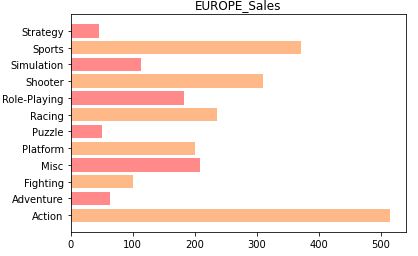 EUROPE_Sales
Strategy
Sports
Simulation
Shooter
Role-Playing
Racing
Puzzle
Platform
Misc
Fighting
Adventure
Action
0 100 200 300 400 500